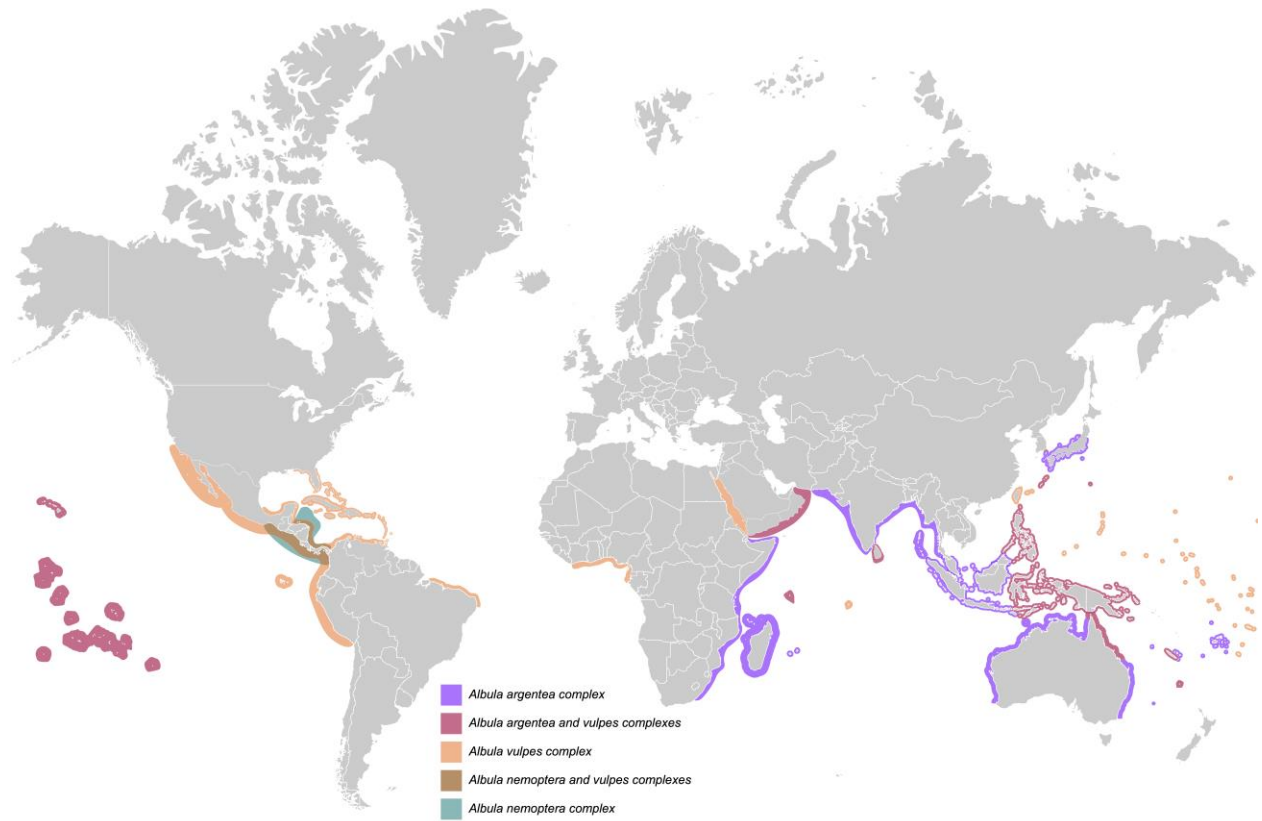 Albula argentea complex
Albula argentea and vulpes complexes
Albula vulpes complex
Albula nemoptera and vulpes complexes
Albula nemoptera complex